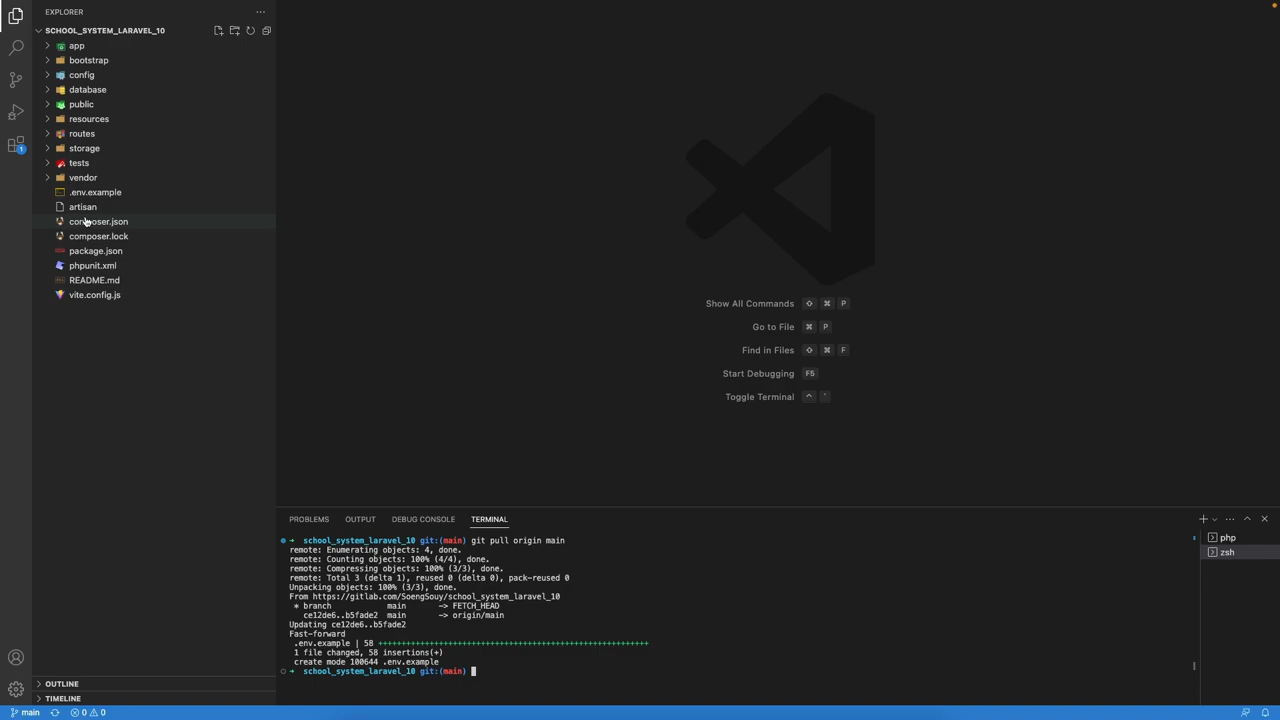 EXPLORER
SCHOOL_SYSTEM_LARAVEL_10
app
bootstrap
config
database
public
resources
routes
storage
tests
vendor
.env.example
artisan
composer.json
composer.lock
package.json
phpunit.xml
README.md
vite.config.js
OUTLINE
TIMELINE
1
Show All Commands ⇧ ⌘ P
Go to File ⌘ P
Find in Files ⇧ ⌘ F
Start Debugging F5
Toggle Terminal ^ `
PROBLEMS OUTPUT DEBUG CONSOLE TERMINAL
➜ school_system_laravel_10 git:(main) git pull origin main
remote: Enumerating objects: 4, done.
remote: Counting objects: 100% (4/4), done.
remote: Compressing objects: 100% (3/3), done.
remote: Total 3 (delta 1), reused 0 (delta 0), pack-reused 0
Unpacking objects: 100% (3/3), done.
From https://gitlab.com/SoengSouy/school_system_laravel_10
* branch main -> FETCH_HEAD
ce12de6..b5fade2 main -> origin/main
Updating ce12de6..b5fade2
Fast-forward
.env.example | 58 ++++++++++++++++++++++++++++++++++++++++++++++++++++++++++
1 file changed, 58 insertions(+)
create mode 100644 .env.example
➜ school_system_laravel_10 git:(main)
php
zsh
main 0 0